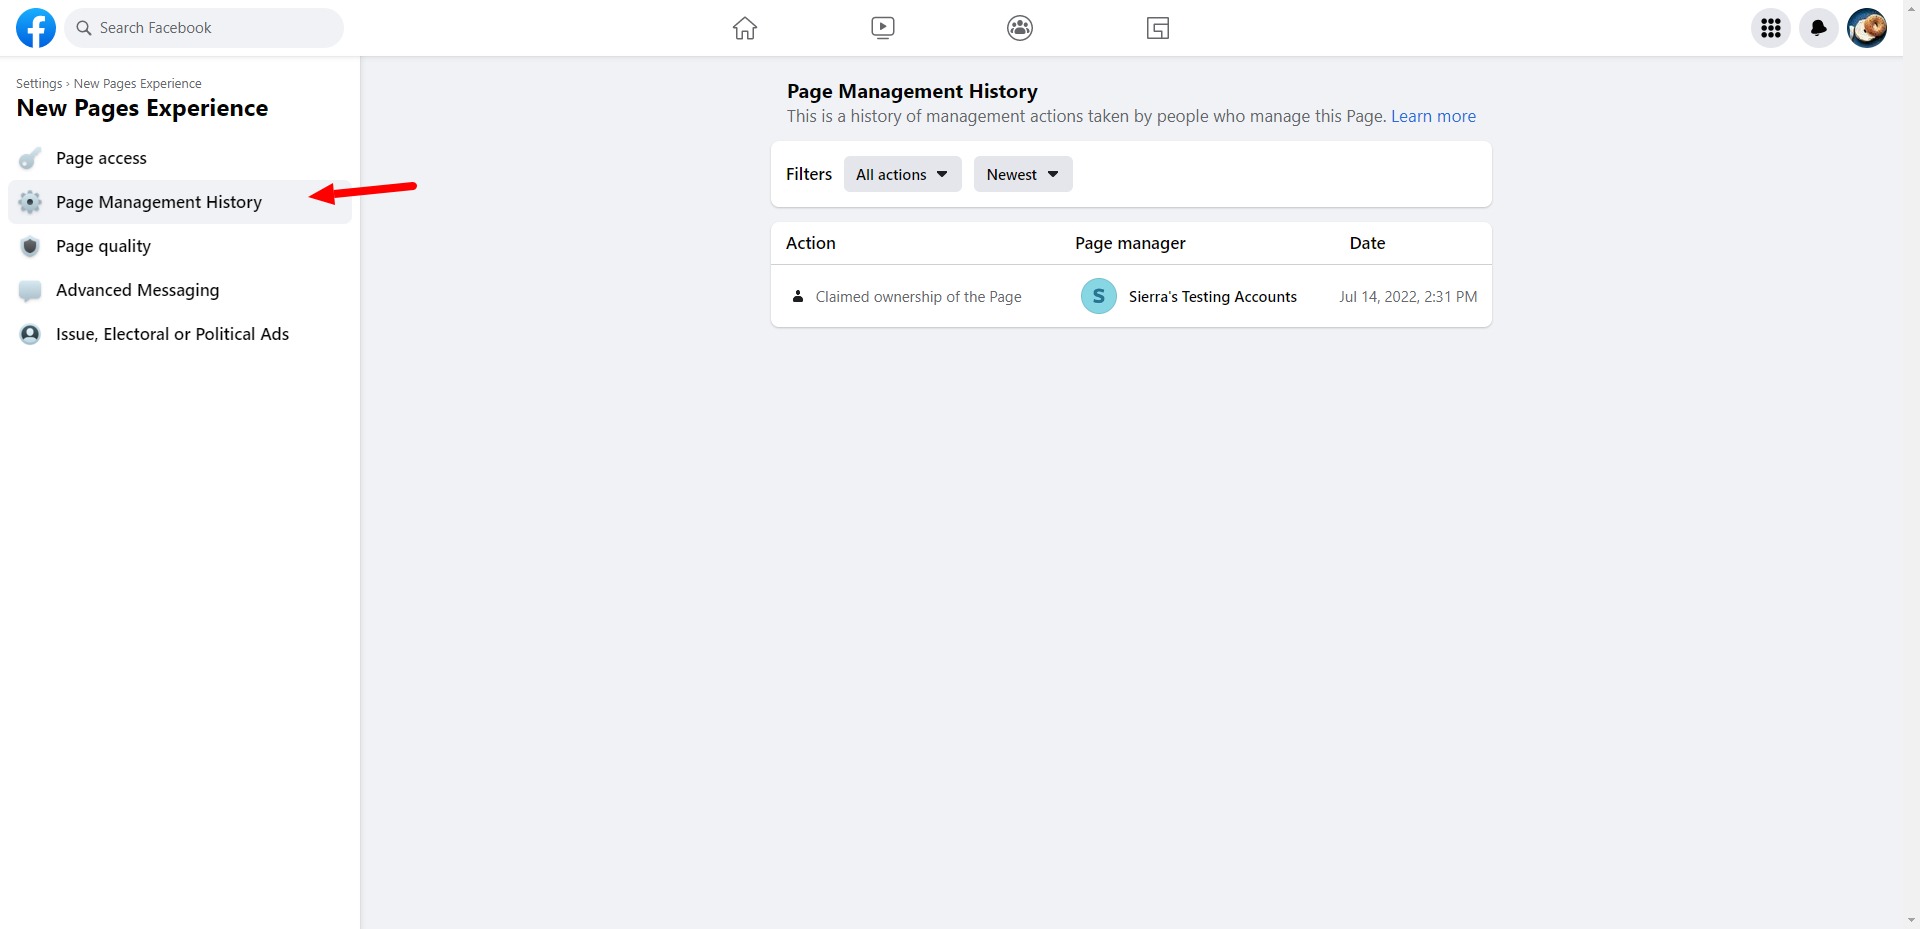 Search Facebook
Settings › New Pages Experience
New Pages Experience
Page access
Page Management History
Page quality
Advanced Messaging
Issue, Electoral or Political Ads
Page Management History
This is a history of management actions taken by people who manage this Page. Learn more
Filters All actions Newest
Action Page manager Date
Claimed ownership of the Page S Sierra's Testing Accounts Jul 14, 2022, 2:31 PM